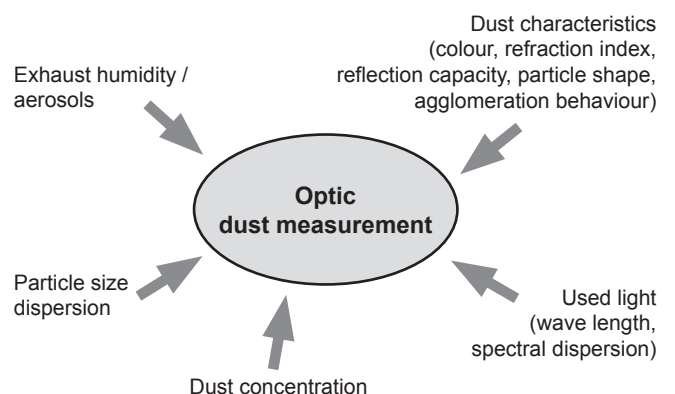 Dust characteristics
(colour, refraction index,
reflection capacity, particle shape,
agglomeration behaviour)
Exhaust humidity /
aerosols
Optic
dust measurement
Particle size
dispersion
Used light
(wave length,
spectral dispersion)
Dust concentration